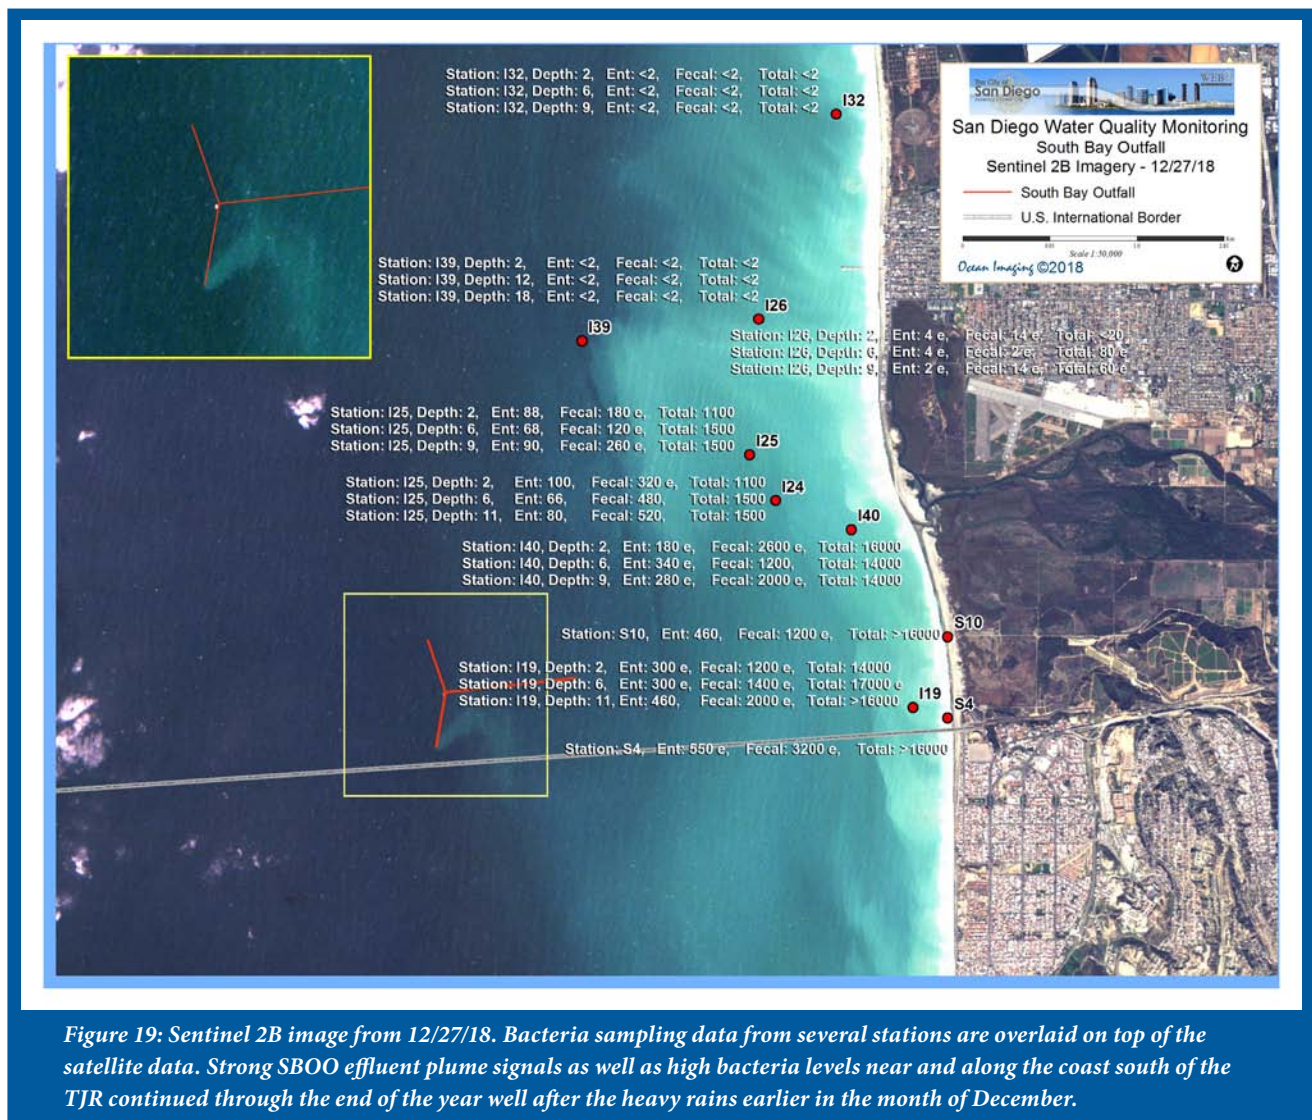 Station: I32, Depth: 2, Ent: <2, Fecal: <2, Total: <2
Station: I32, Depth: 6, Ent: <2, Fecal: <2, Total: <2
Station: I32, Depth: 9, Ent: <2, Fecal: <2, Total: <2
I32
The City of
San Diego
San Diego Water Quality Monitoring
South Bay Outfall
Sentinel 2B Imagery - 12/27/18
South Bay Outfall
U.S. International Border
Scale 1:50,000
Ocean Imaging ©2018
Station: I39, Depth: 2, Ent: <2, Fecal: <2, Total: <2
Station: I39, Depth: 12, Ent: <2, Fecal: <2, Total: <2
Station: I39, Depth: 18, Ent: <2, Fecal: <2, Total: <2
I26
I39
Station: I26, Depth: 2, Ent: 4 e, Fecal: 14 e, Total: <20
Station: I26, Depth: 6, Ent: 4 e, Fecal: 2 e, Total: 80 e
Station: I26, Depth: 9, Ent: 2 e, Fecal: 14 e, Total: 60 e
Station: I25, Depth: 2, Ent: 88, Fecal: 180 e, Total: 1100
Station: I25, Depth: 6, Ent: 68, Fecal: 120 e, Total: 1500
Station: I25, Depth: 9, Ent: 90, Fecal: 260 e, Total: 1500
I25
Station: I25, Depth: 2, Ent: 100, Fecal: 320 e, Total: 1100
Station: I25, Depth: 6, Ent: 66, Fecal: 480, Total: 1500
Station: I25, Depth: 11, Ent: 80, Fecal: 520, Total: 1500
I24
I40
Station: I40, Depth: 2, Ent: 180 e, Fecal: 2600 e, Total: 16000
Station: I40, Depth: 6, Ent: 340 e, Fecal: 1200, Total: 14000
Station: I40, Depth: 9, Ent: 280 e, Fecal: 2000 e, Total: 14000
S10
Station: S10, Ent: 460, Fecal: 1200 e, Total: >16000
Station: I19, Depth: 2, Ent: 300 e, Fecal: 1200 e, Total: 14000
Station: I19, Depth: 6, Ent: 300 e, Fecal: 1400 e, Total: 17000 e
Station: I19, Depth: 11, Ent: 460, Fecal: 2000 e, Total: >16000
I19
S4
Station: S4, Ent: 550 e, Fecal: 3200 e, Total: >16000
Figure 19: Sentinel 2B image from 12/27/18. Bacteria sampling data from several stations are overlaid on top of the
satellite data. Strong SBOO effluent plume signals as well as high bacteria levels near and along the coast south of the
TJR continued through the end of the year well after the heavy rains earlier in the month of December.